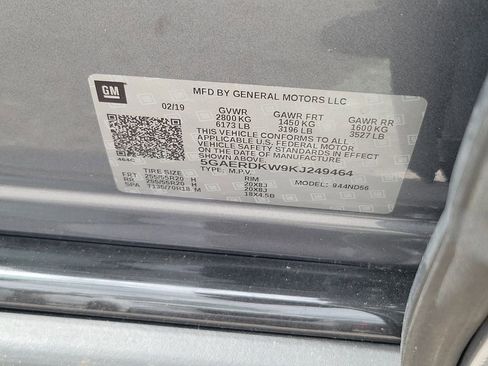 GM
MFD BY GENERAL MOTORS LLC
02/19 GVWR GAWR FRT GAWR RR
2800 KG 1450 KG 1600 KG
6173 LB 3196 LB 3527 LB
THIS VEHICLE CONFORMS TO ALL
APPLICABLE U.S. FEDERAL MOTOR
VEHICLE SAFETY STANDARDS IN EFFECT
ON THE DATE OF MANUFACTURE
SHOWN ABOVE.
5GAERDKW9KJ249464
TYPE: M.P.V. MODEL: 944ND56
TIRE SIZE RIM
FRT 255/55R20 H 20X8J
RR 255/55R20 H 20X8J
SPA T135/70R18 M 18X4.5B